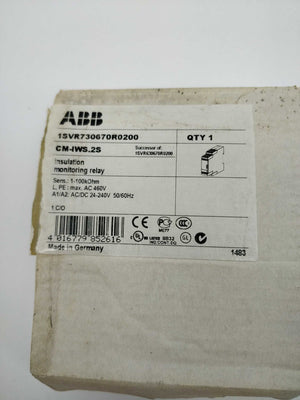 ABB
1SVR730670R0200
QTY 1
CM-IWS.2S
Successor of:
1SVR630670R0200
Insulation
monitoring relay
Sens.: 1-100kOhm
L, PE: max. AC 460V
A1/A2: AC/DC 24-240V 50/60Hz
1 C/O
4 016779 852616
Made in Germany
1483